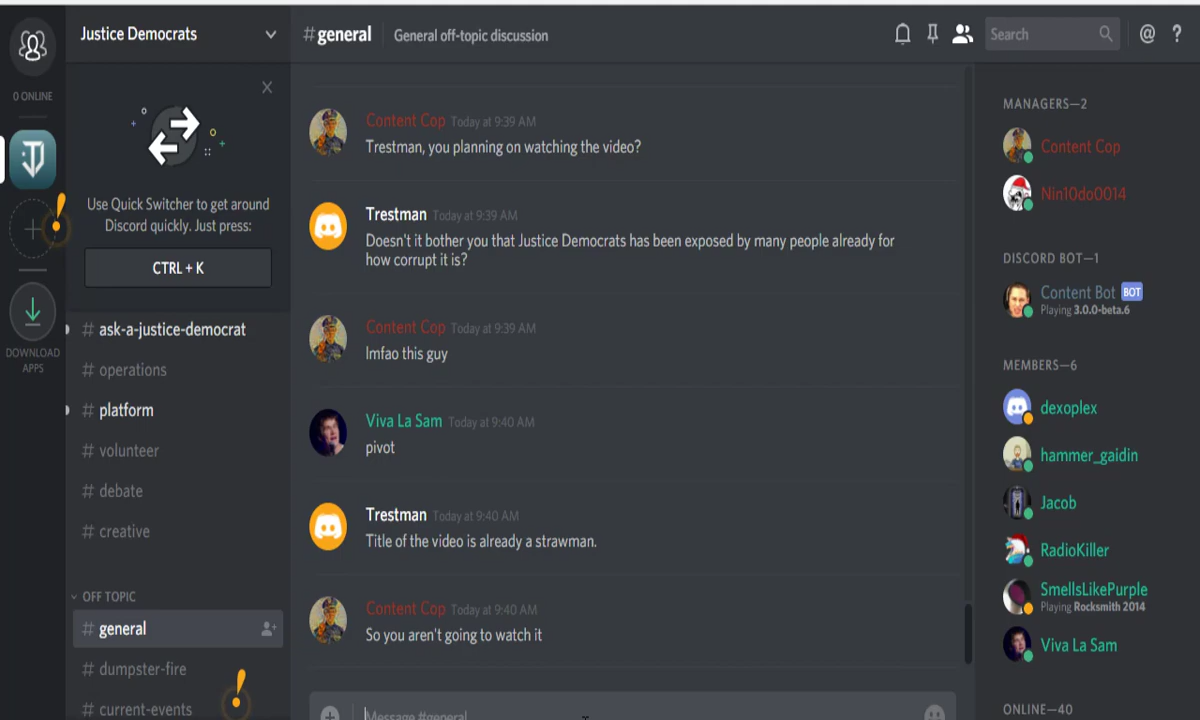 Justice Democrats
#general
General off-topic discussion
Search
@
?
0 ONLINE
Use Quick Switcher to get around
Discord quickly. Just press:
CTRL + K
DOWNLOAD
APPS
# ask-a-justice-democrat
# operations
# platform
# volunteer
# debate
# creative
OFF TOPIC
# general
# dumpster-fire
# current-events
Content Cop Today at 9:39 AM
Trestman, you planning on watching the video?
Trestman Today at 9:39 AM
Doesn't it bother you that Justice Democrats has been exposed by many people already for
how corrupt it is?
Content Cop Today at 9:39 AM
lmfao this guy
Viva La Sam Today at 9:40 AM
pivot
Trestman Today at 9:40 AM
Title of the video is already a strawman.
Content Cop Today at 9:40 AM
So you aren't going to watch it
Message #general
MANAGERS—2
Content Cop
Nin10do0014
DISCORD BOT—1
Content Bot BOT
Playing 3.0.0-beta.6
MEMBERS—6
dexoplex
hammer_gaidin
Jacob
RadioKiller
SmellsLikePurple
Playing Rocksmith 2014
Viva La Sam
ONLINE—40